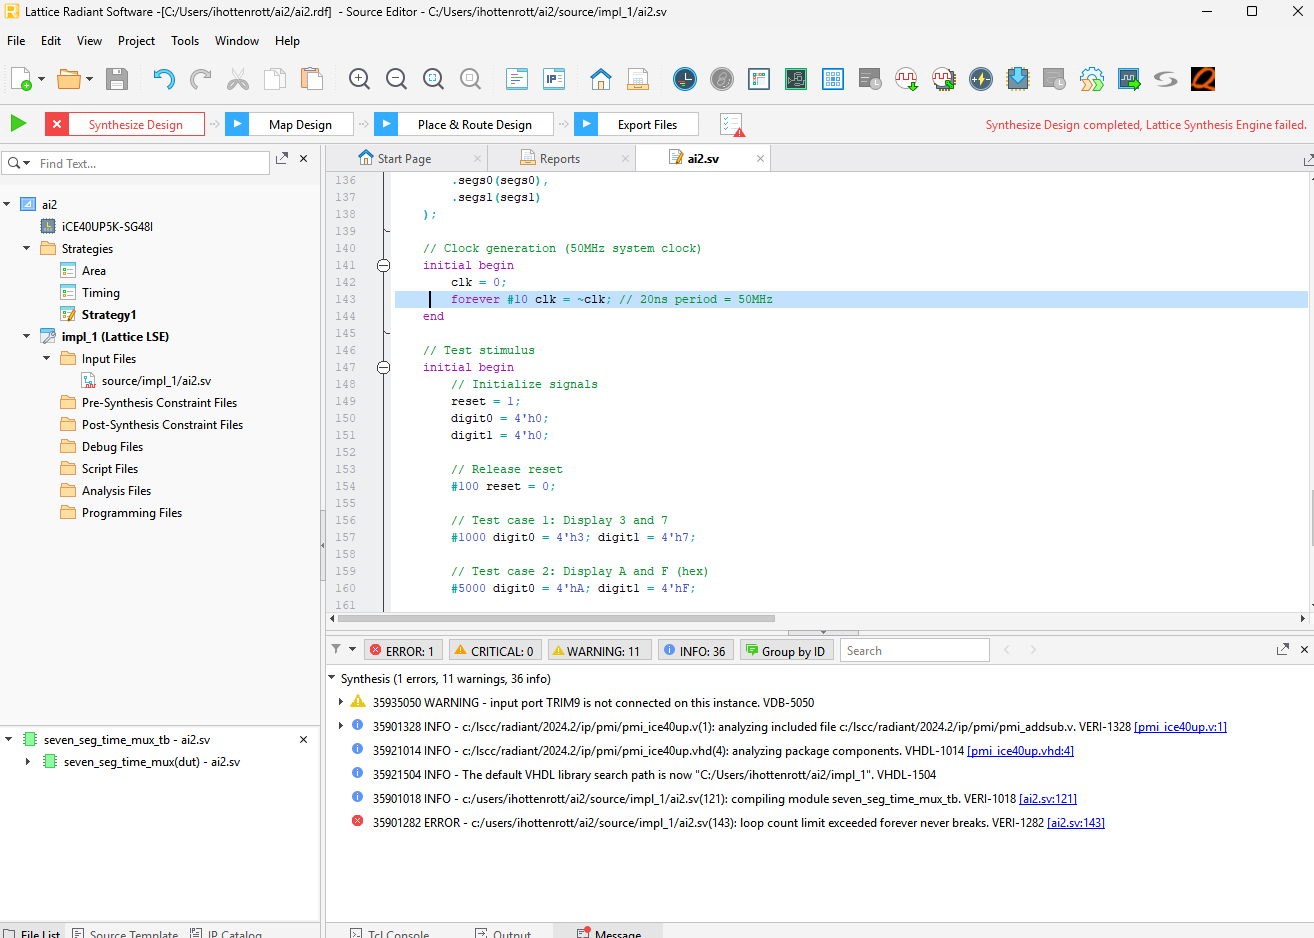 Lattice Radiant Software -[C:/Users/ihottenrott/ai2/ai2.rdf] - Source Editor - C:/Users/ihottenrott/ai2/source/impl_1/ai2.sv
File Edit View Project Tools Window Help
IP
Synthesize Design Map Design Place & Route Design Export Files Synthesize Design completed, Lattice Synthesis Engine failed.
Find Text...
ai2
iCE40UP5K-SG48I
Strategies
Area
Timing
Strategy1
impl_1 (Lattice LSE)
Input Files
source/impl_1/ai2.sv
Pre-Synthesis Constraint Files
Post-Synthesis Constraint Files
Debug Files
Script Files
Analysis Files
Programming Files
seven_seg_time_mux_tb - ai2.sv
seven_seg_time_mux(dut) - ai2.sv
File List Source Template IP Catalog
Start Page Reports ai2.sv
136 .segs0(segs0),
137 .segs1(segs1)
138 );
139
140 // Clock generation (50MHz system clock)
141 initial begin
142 clk = 0;
143 forever #10 clk = ~clk; // 20ns period = 50MHz
144 end
145
146 // Test stimulus
147 initial begin
148 // Initialize signals
149 reset = 1;
150 digit0 = 4'h0;
151 digit1 = 4'h0;
152
153 // Release reset
154 #100 reset = 0;
155
156 // Test case 1: Display 3 and 7
157 #1000 digit0 = 4'h3; digit1 = 4'h7;
158
159 // Test case 2: Display A and F (hex)
160 #5000 digit0 = 4'hA; digit1 = 4'hF;
161
ERROR: 1 CRITICAL: 0 WARNING: 11 INFO: 36 Group by ID Search
Synthesis (1 errors, 11 warnings, 36 info)
35935050 WARNING - input port TRIM9 is not connected on this instance. VDB-5050
35901328 INFO - c:/lscc/radiant/2024.2/ip/pmi/pmi_ice40up.v(1): analyzing included file c:/lscc/radiant/2024.2/ip/pmi/pmi_addsub.v. VERI-1328 [pmi_ice40up.v:1]
35921014 INFO - c:/lscc/radiant/2024.2/ip/pmi/pmi_ice40up.vhd(4): analyzing package components. VHDL-1014 [pmi_ice40up.vhd:4]
35921504 INFO - The default VHDL library search path is now "C:/Users/ihottenrott/ai2/impl_1". VHDL-1504
35901018 INFO - c:/users/ihottenrott/ai2/source/impl_1/ai2.sv(121): compiling module seven_seg_time_mux_tb. VERI-1018 [ai2.sv:121]
35901282 ERROR - c:/users/ihottenrott/ai2/source/impl_1/ai2.sv(143): loop count limit exceeded forever never breaks. VERI-1282 [ai2.sv:143]
Tcl Console Output Message